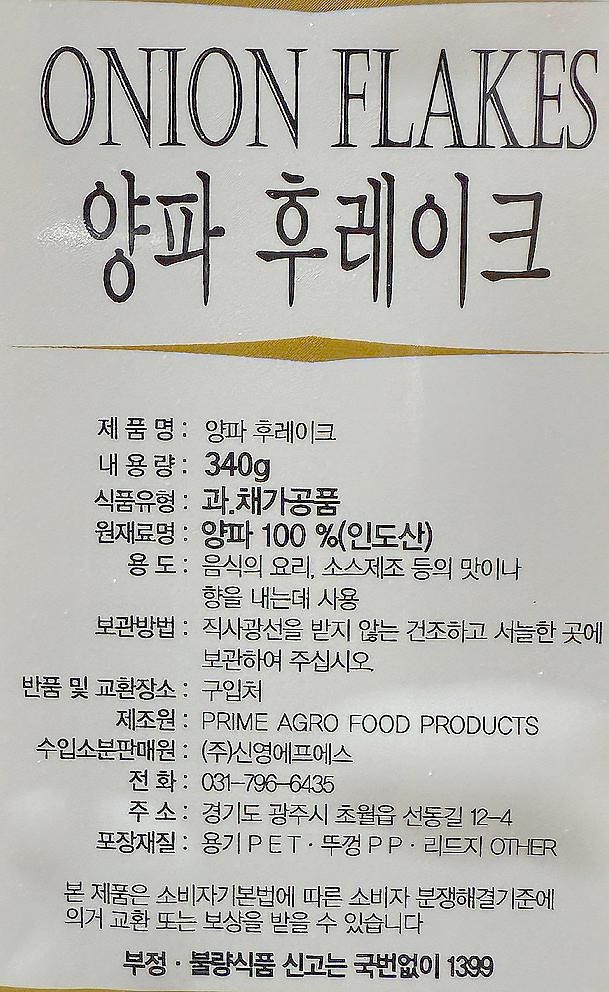 ONION FLAKES
양파 후레이크
제 품 명 : 양파 후레이크
내 용 량 : 340g
식품유형 : 과.채가공품
원재료명 : 양파 100 %(인도산)
용 도 : 음식의 요리, 소스제조 등의 맛이나
향을 내는데 사용
보관방법 : 직사광선을 받지 않는 건조하고 서늘한 곳에
보관하여 주십시오
반품 및 교환장소 : 구입처
제조원 : PRIME AGRO FOOD PRODUCTS
수입소분판매원 : (주)신영에프에스
전 화 : 031-796-6435
주 소 : 경기도 광주시 초월읍 선동길 12-4
포장재질 : 용기 P E T · 뚜껑 P P · 리드지 OTHER
본 제품은 소비자기본법에 따른 소비자 분쟁해결기준에
의거 교환 또는 보상을 받을 수 있습니다
부정 · 불량식품 신고는 국번없이 1399